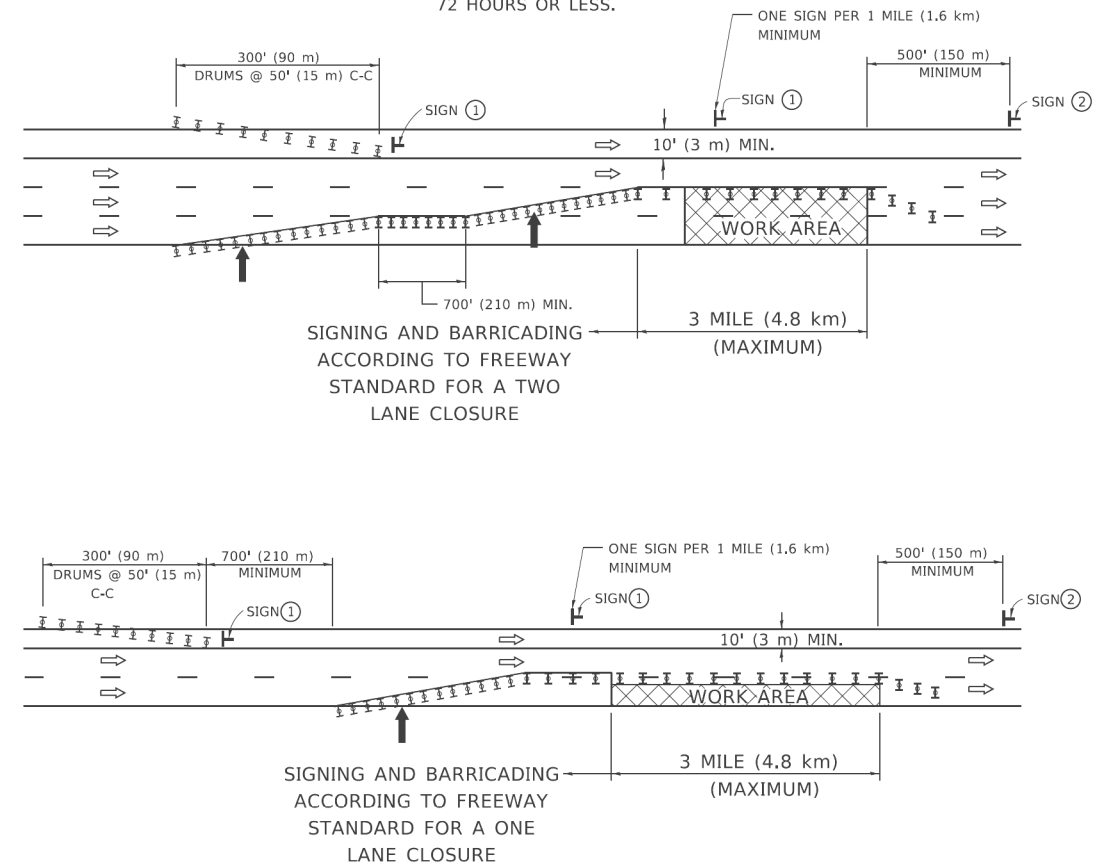 72 HOURS OR LESS.
ONE SIGN PER 1 MILE (1.6 km)
MINIMUM
300' (90 m)
DRUMS @ 50' (15 m) C-C
500' (150 m)
MINIMUM
SIGN 1
SIGN 1
SIGN 2
10' (3 m) MIN.
WORK AREA
700' (210 m) MIN.
3 MILE (4.8 km)
(MAXIMUM)
SIGNING AND BARRICADING
ACCORDING TO FREEWAY
STANDARD FOR A TWO
LANE CLOSURE
300' (90 m)
DRUMS @ 50' (15 m)
C-C
700' (210 m)
MINIMUM
ONE SIGN PER 1 MILE (1.6 km)
MINIMUM
500' (150 m)
MINIMUM
SIGN 1
SIGN 1
SIGN 2
10' (3 m) MIN.
WORK AREA
3 MILE (4.8 km)
(MAXIMUM)
SIGNING AND BARRICADING
ACCORDING TO FREEWAY
STANDARD FOR A ONE
LANE CLOSURE